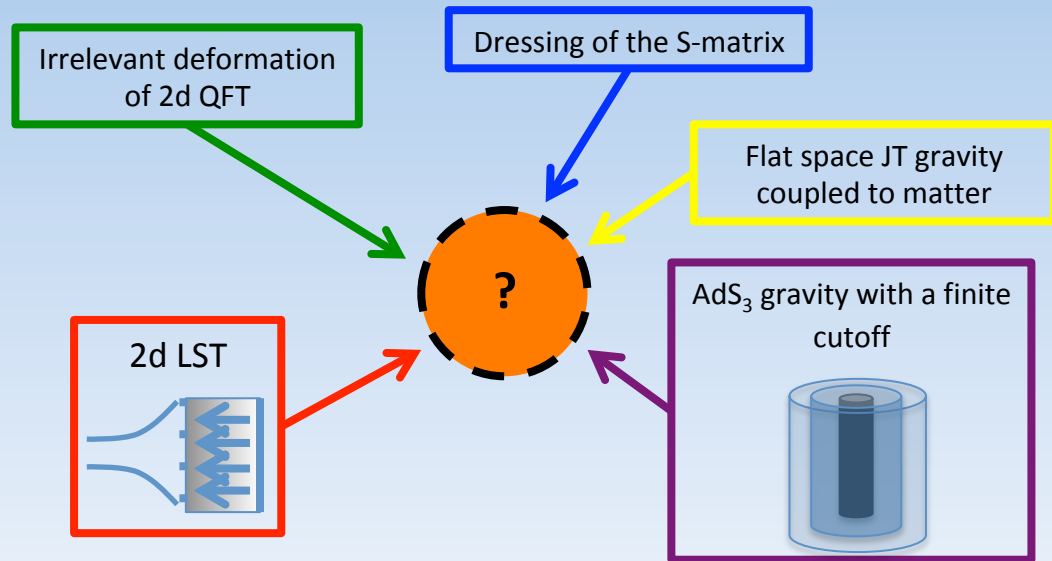 Irrelevant deformation
of 2d QFT
Dressing of the S-matrix
Flat space JT gravity
coupled to matter
?
2d LST
AdS₃ gravity with a finite
cutoff